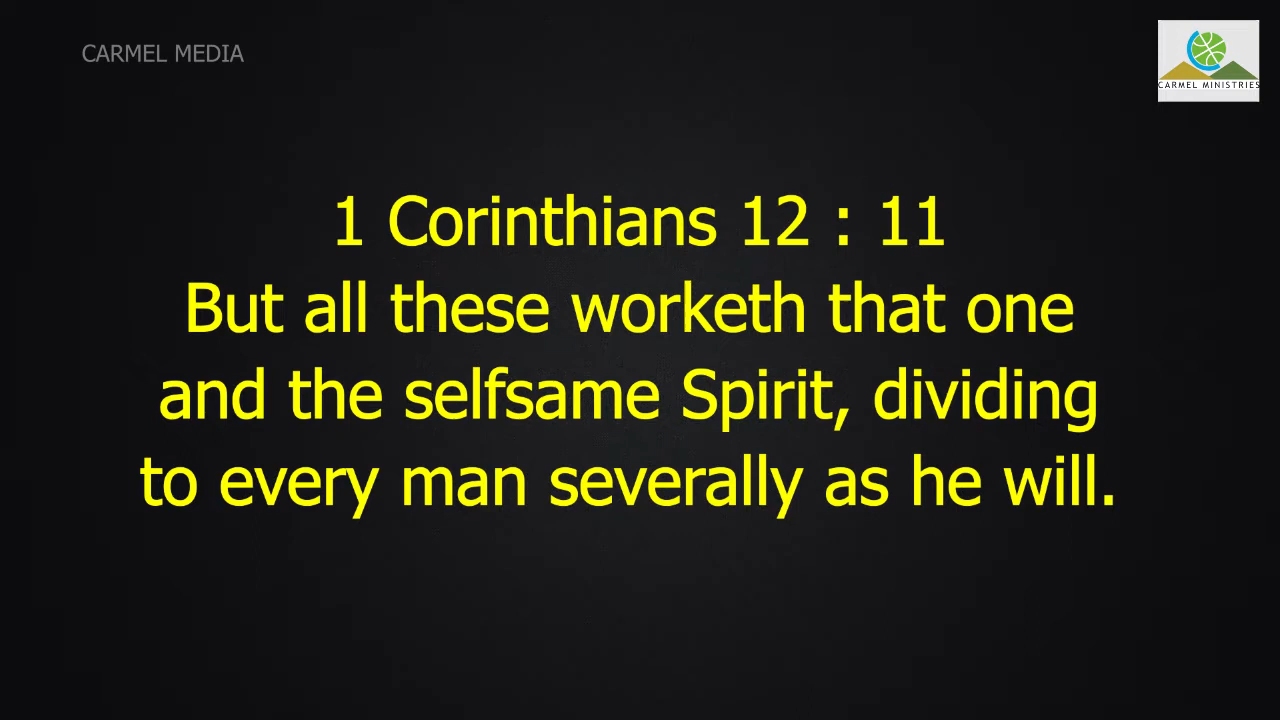 CARMEL MEDIA
CARMEL MINISTRIES
1 Corinthians 12 : 11
But all these worketh that one
and the selfsame Spirit, dividing
to every man severally as he will.